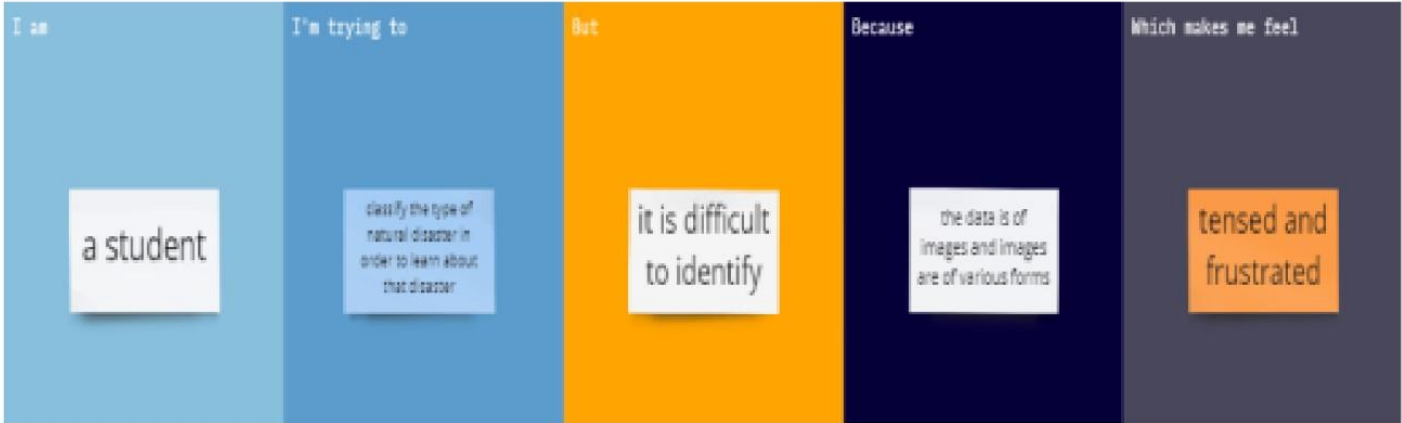 I am
a student
I'm trying to
classify the type of
natural disaster in
order to learn about
that disaster
But
it is difficult
to identify
Because
the data is of
images and images
are of various forms
Which makes me feel
tensed and
frustrated